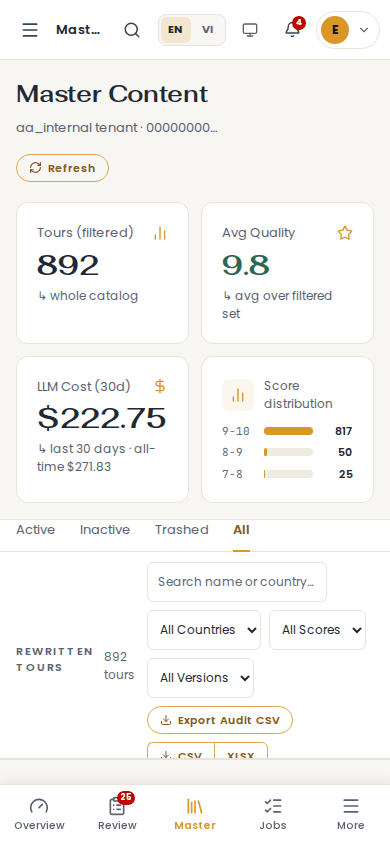 Mast... EN VI 4 E
Master Content
aa_internal tenant · 00000000...
Refresh
Tours (filtered)
892
↳ whole catalog
Avg Quality
9.8
↳ avg over filtered
set
LLM Cost (30d)
$222.75
↳ last 30 days · all-
time $271.83
Score
distribution
9-10 817
8-9 50
7-8 25
Active Inactive Trashed All
REWRITTEN
TOURS
892
tours
Search name or country...
All Countries All Scores
All Versions
Export Audit CSV
CSV XLSX
25
Overview Review Master Jobs More